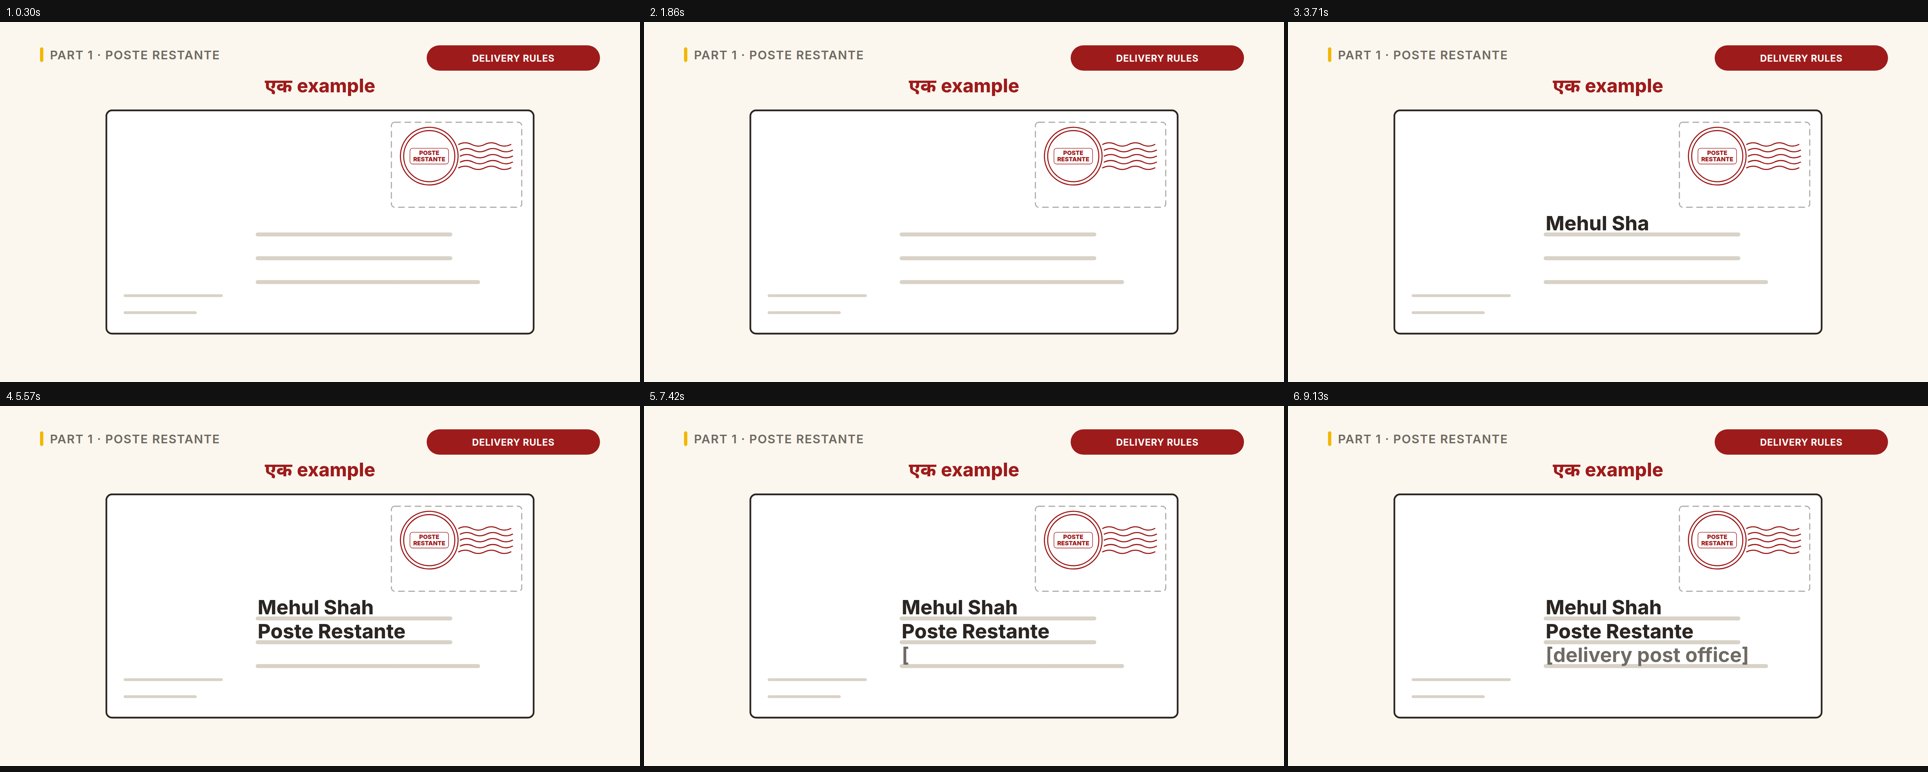 1. 0.30s
PART 1 · POSTE RESTANTE
DELIVERY RULES
एक example
POSTE
RESTANTE
2. 1.86s
PART 1 · POSTE RESTANTE
DELIVERY RULES
एक example
POSTE
RESTANTE
3. 3.71s
PART 1 · POSTE RESTANTE
DELIVERY RULES
एक example
POSTE
RESTANTE
Mehul Sha
4. 5.57s
PART 1 · POSTE RESTANTE
DELIVERY RULES
एक example
POSTE
RESTANTE
Mehul Shah
Poste Restante
5. 7.42s
PART 1 · POSTE RESTANTE
DELIVERY RULES
एक example
POSTE
RESTANTE
Mehul Shah
Poste Restante
[
6. 9.13s
PART 1 · POSTE RESTANTE
DELIVERY RULES
एक example
POSTE
RESTANTE
Mehul Shah
Poste Restante
[delivery post office]